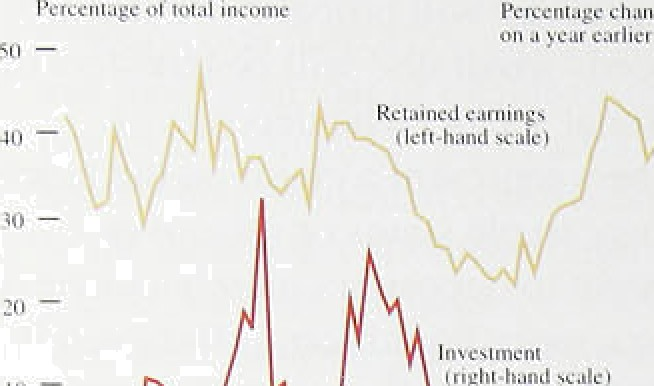 Percentage of total income
Percentage chan
on a year earlier
50
Retained earnings
40
(left-hand scale)
30
20
Investment
(right-hand scale)
10